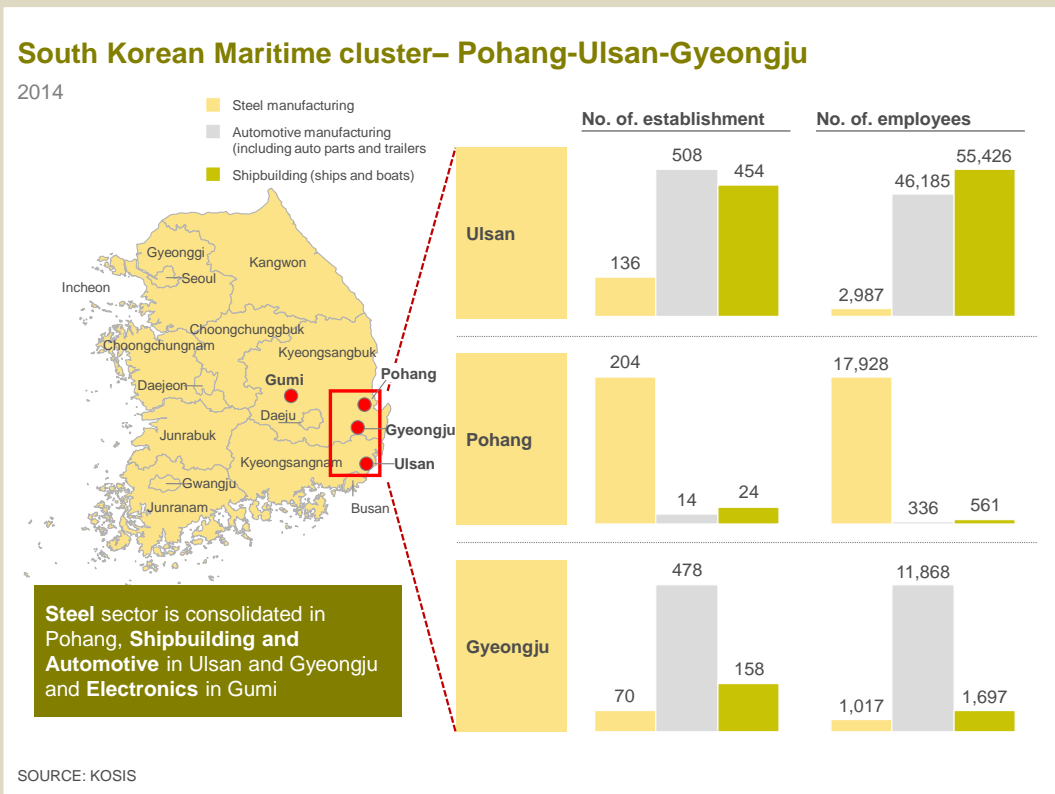 South Korean Maritime cluster– Pohang-Ulsan-Gyeongju
2014
Steel manufacturing
Automotive manufacturing
(including auto parts and trailers
Shipbuilding (ships and boats)
No. of. establishment
No. of. employees
Gyeonggi
Seoul
Kangwon
Incheon
Choongchunggbuk
Choongchungnam
Kyeongsangbuk
Pohang
Gumi
Daejeon
Daeju
Gyeongju
Junrabuk
Kyeongsangnam
Ulsan
Gwangju
Junranam
Busan
Ulsan
136
508
454
2,987
46,185
55,426
Pohang
204
14
24
17,928
336
561
Gyeongju
70
478
158
1,017
11,868
1,697
Steel sector is consolidated in
Pohang, Shipbuilding and
Automotive in Ulsan and Gyeongju
and Electronics in Gumi
SOURCE: KOSIS